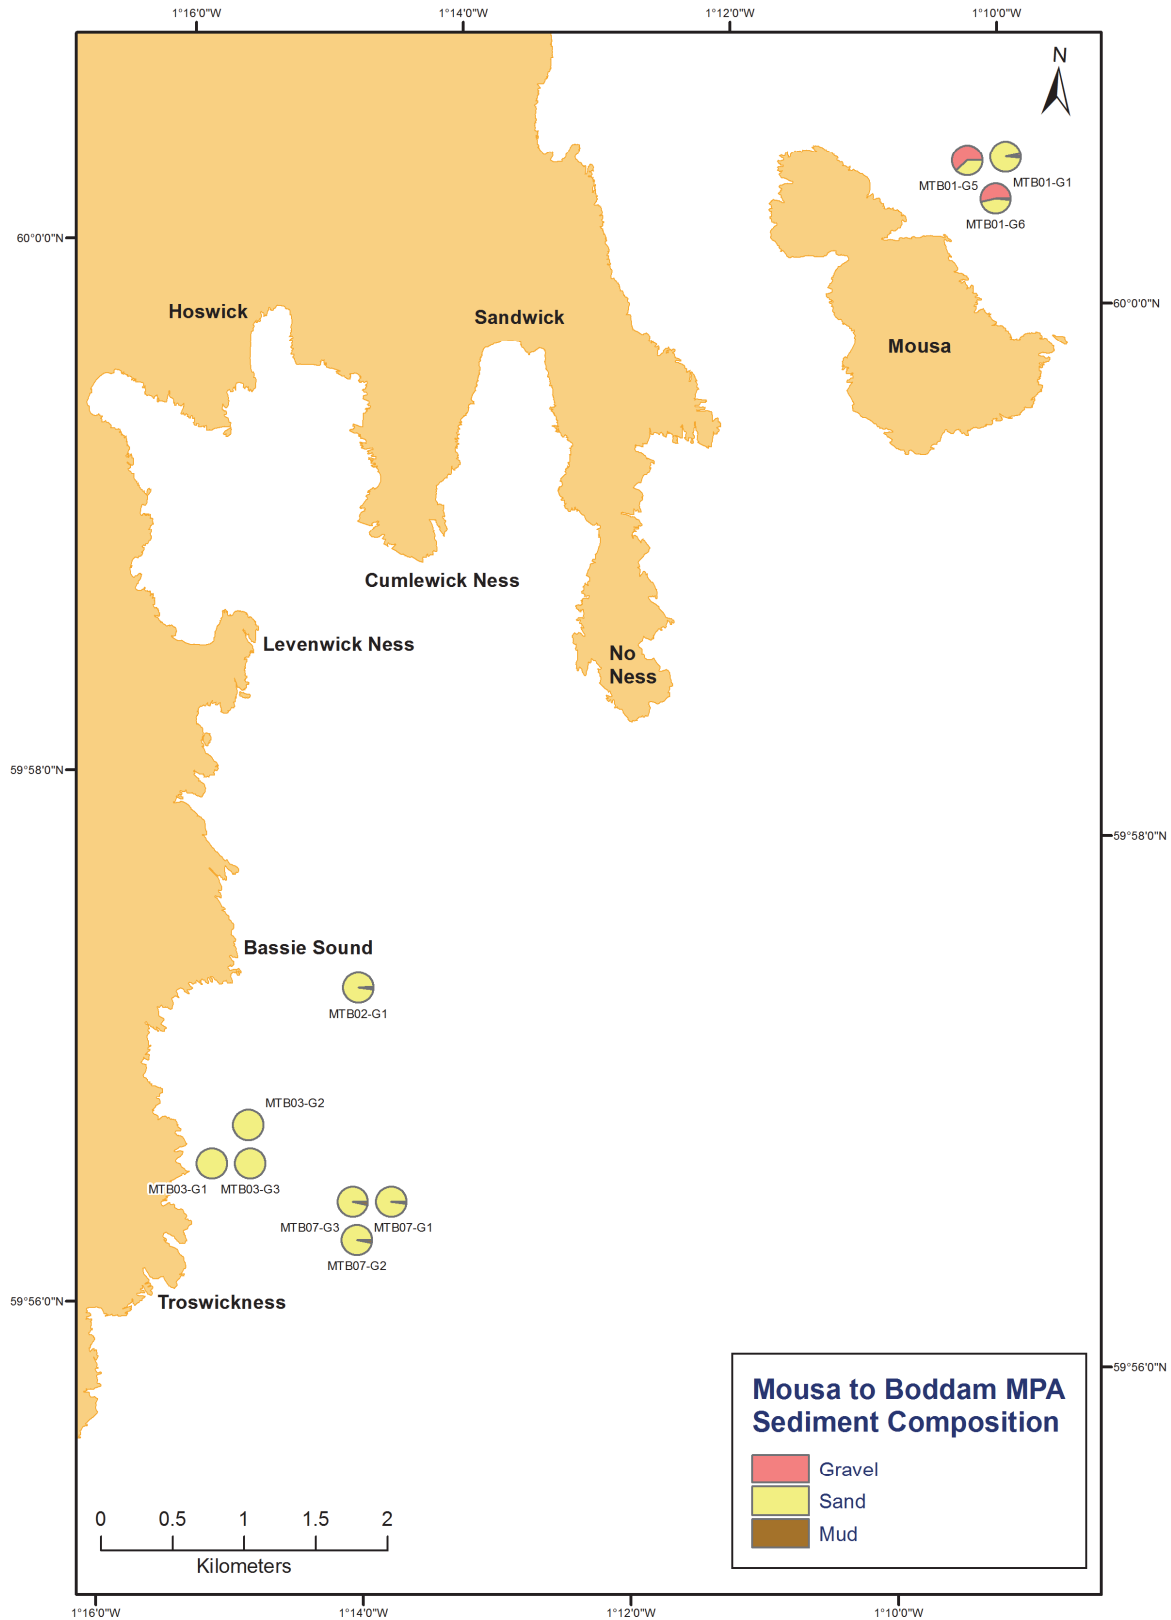 1°16'0"W
1°14'0"W
1°12'0"W
1°10'0"W
N
MTB01-G5
MTB01-G1
MTB01-G6
60°0'0"N
60°0'0"N
Hoswick
Sandwick
Mousa
Cumlewick Ness
Levenwick Ness
No
Ness
59°58'0"N
59°58'0"N
Bassie Sound
MTB02-G1
MTB03-G2
MTB03-G1
MTB03-G3
MTB07-G3
MTB07-G1
MTB07-G2
59°56'0"N
Troswickness
59°56'0"N
Mousa to Boddam MPA
Sediment Composition
Gravel
Sand
Mud
0 0.5 1 1.5 2
Kilometers
1°16'0"W
1°14'0"W
1°12'0"W
1°10'0"W